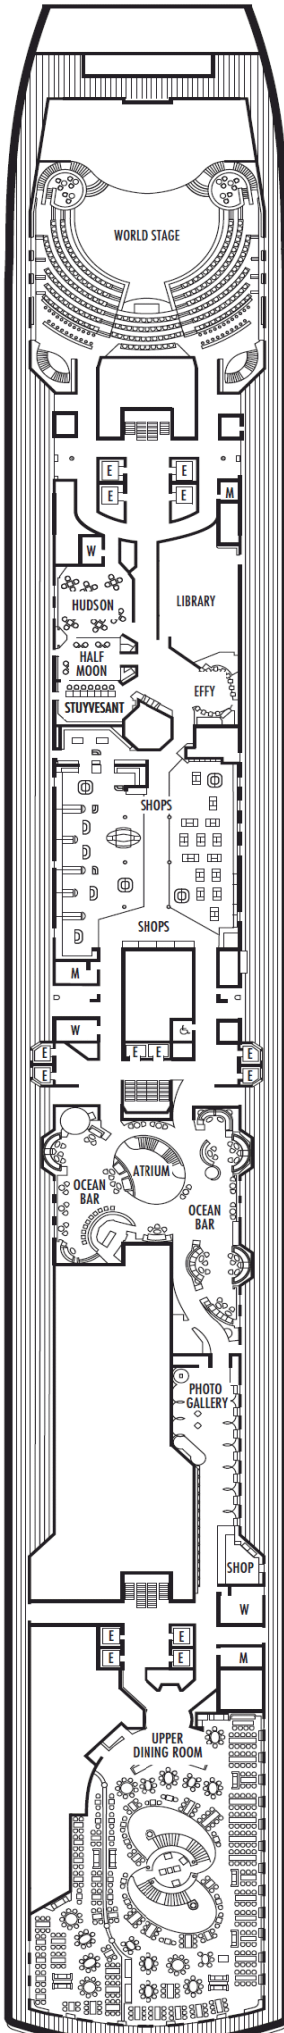 WORLD STAGE
E E
E E
M
W
HUDSON
LIBRARY
HALF
MOON
EFFY
STUYVESANT
SHOPS
SHOPS
M
W
E E E E
E E
ATRIUM
OCEAN
BAR
OCEAN
BAR
PHOTO
GALLERY
SHOP
W
E E
E E
M
UPPER
DINING ROOM